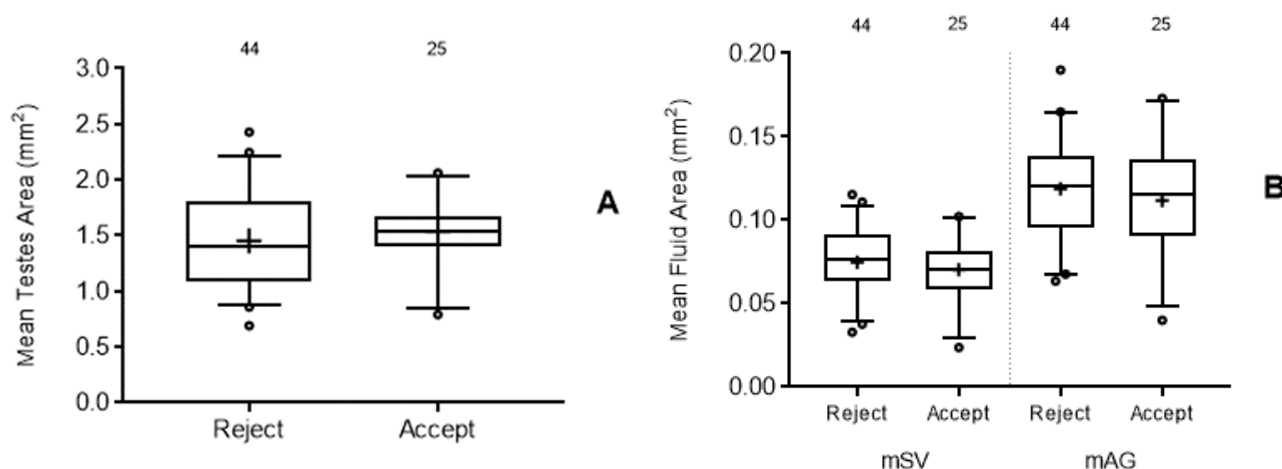 44 25
3.0
2.5
2.0
1.5
1.0
0.5
0.0
Mean Testes Area (mm²)
Reject Accept
A
44 25 44 25
0.20
0.15
0.10
0.05
0.00
Mean Fluid Area (mm²)
Reject Accept Reject Accept
mSV mAG
B